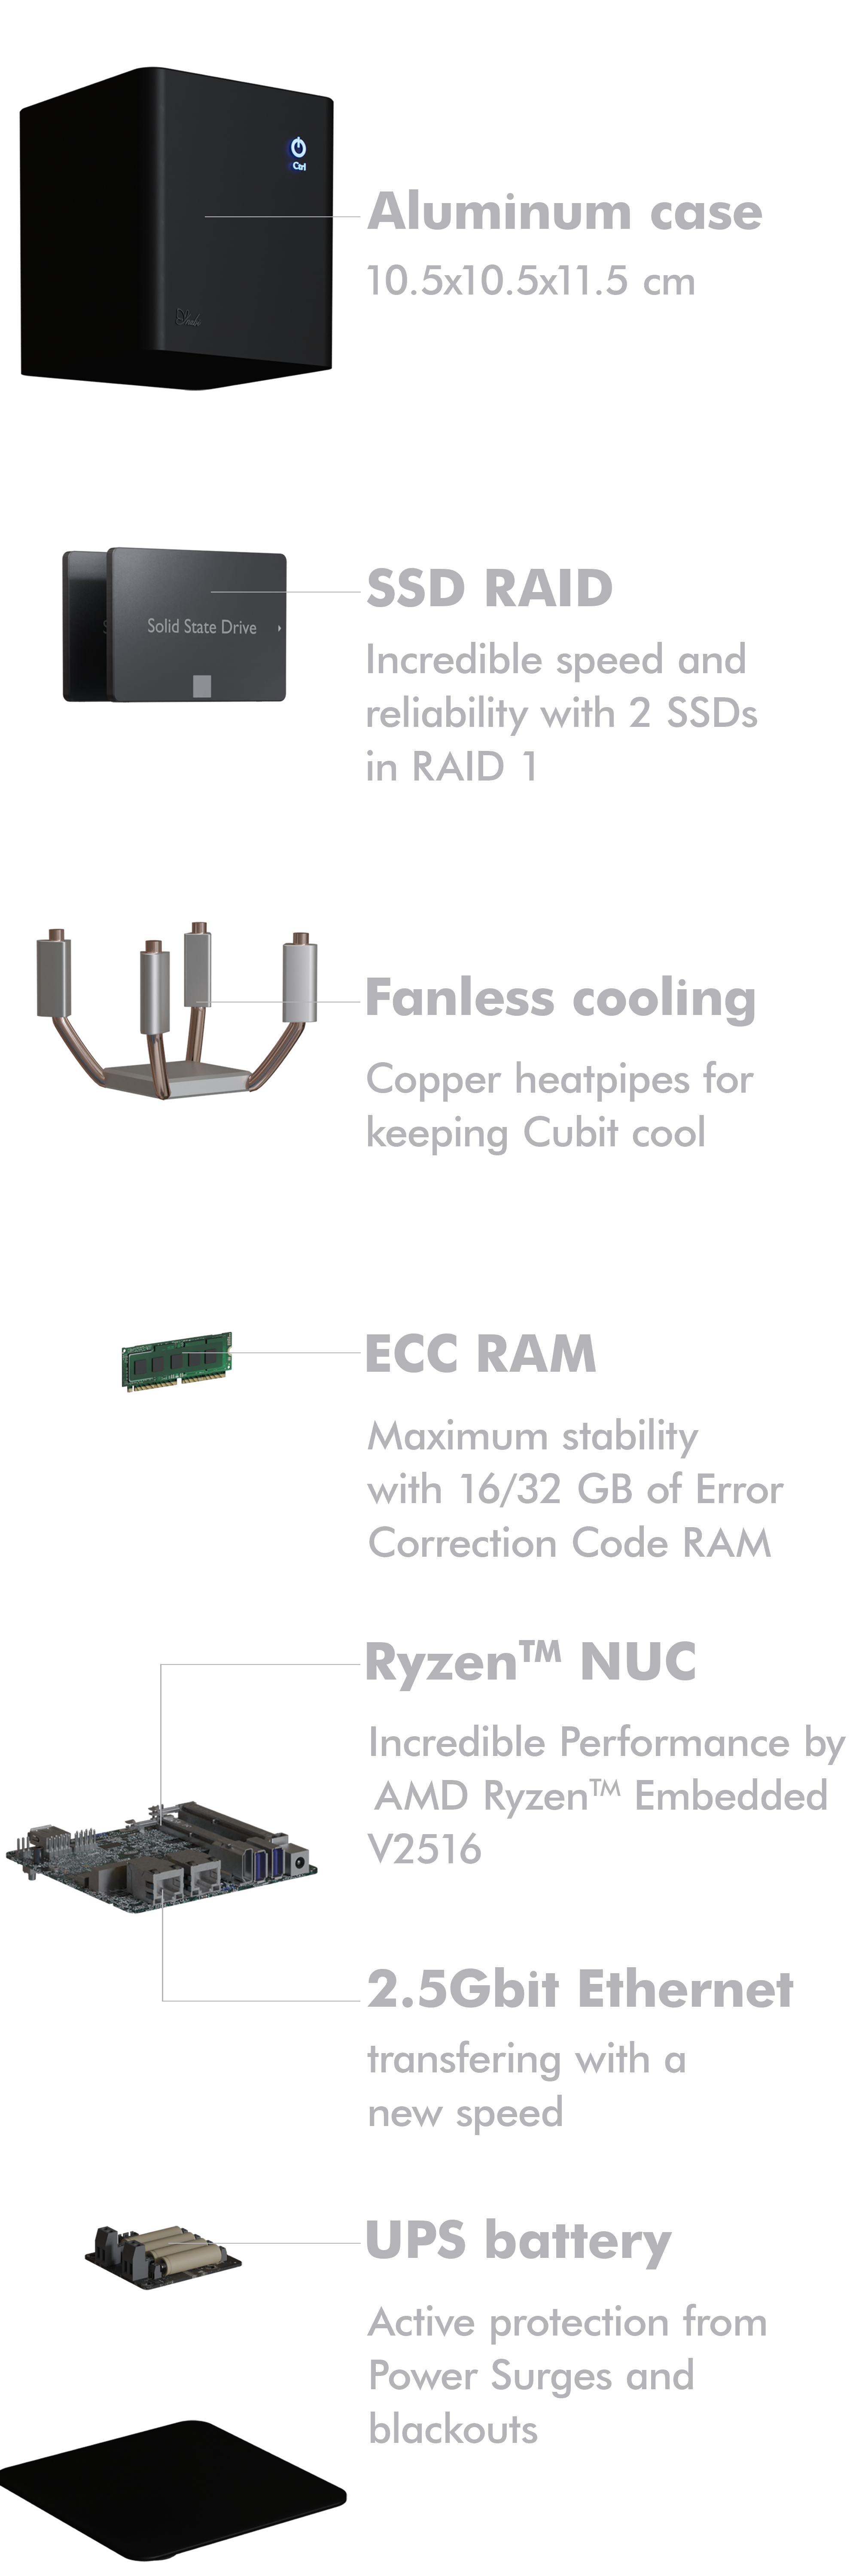 Ctrl
Aluminum case
10.5x10.5x11.5 cm
SSD RAID
Solid State Drive
Incredible speed and
reliability with 2 SSDs
in RAID 1
Fanless cooling
Copper heatpipes for
keeping Cubit cool
ECC RAM
Maximum stability
with 16/32 GB of Error
Correction Code RAM
Ryzen™ NUC
Incredible Performance by
AMD Ryzen™ Embedded
V2516
2.5Gbit Ethernet
transfering with a
new speed
UPS battery
Active protection from
Power Surges and
blackouts